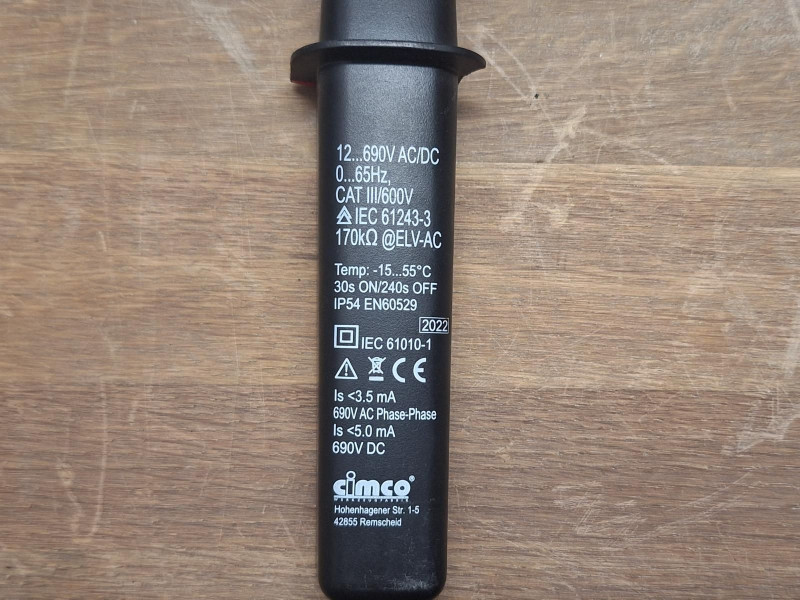 12...690V AC/DC
0...65Hz,
CAT III/600V
IEC 61243-3
170kΩ @ELV-AC
Temp: -15...55°C
30s ON/240s OFF
IP54 EN60529
2022
IEC 61010-1
CE
Is <3.5 mA
690V AC Phase-Phase
Is <5.0 mA
690V DC
cimco®
WERKZEUGFABRIK
Hohenhagener Str. 1-5
42855 Remscheid